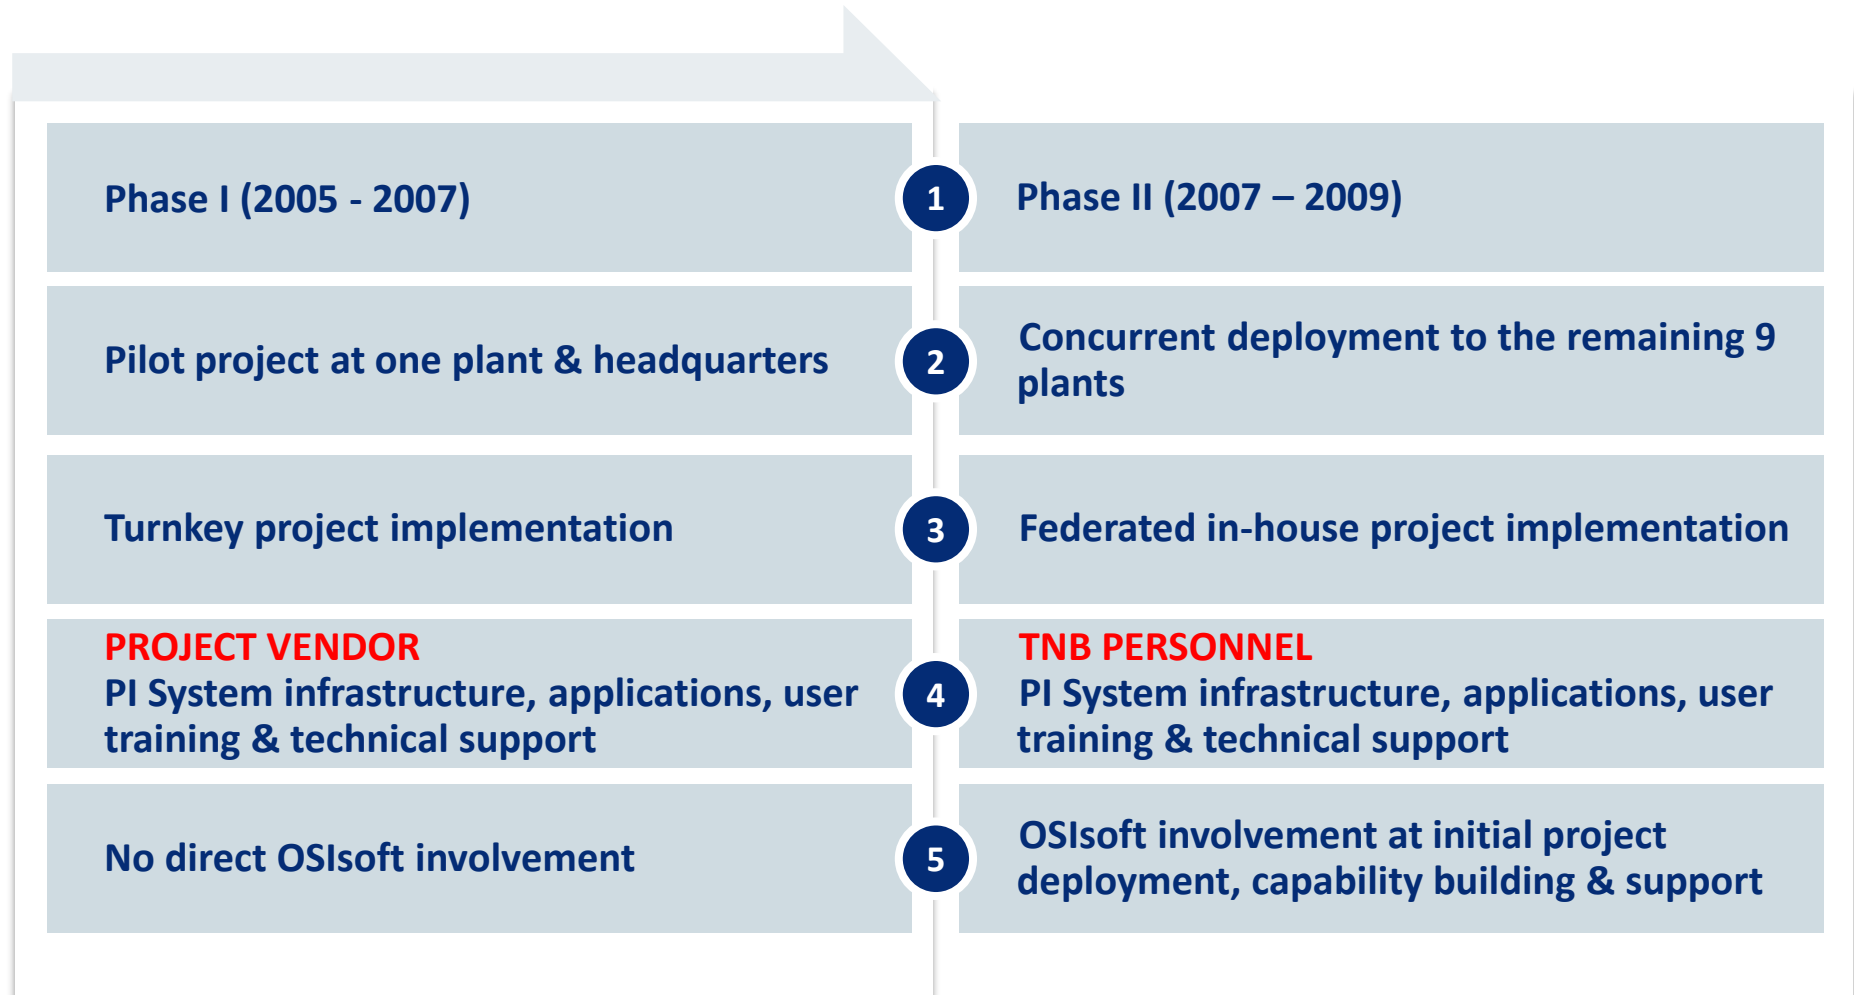 Phase I (2005 - 2007)
1
Phase II (2007 – 2009)
Pilot project at one plant & headquarters
2
Concurrent deployment to the remaining 9
plants
Turnkey project implementation
3
Federated in-house project implementation
PROJECT VENDOR
PI System infrastructure, applications, user
training & technical support
4
TNB PERSONNEL
PI System infrastructure, applications, user
training & technical support
No direct OSIsoft involvement
5
OSIsoft involvement at initial project
deployment, capability building & support